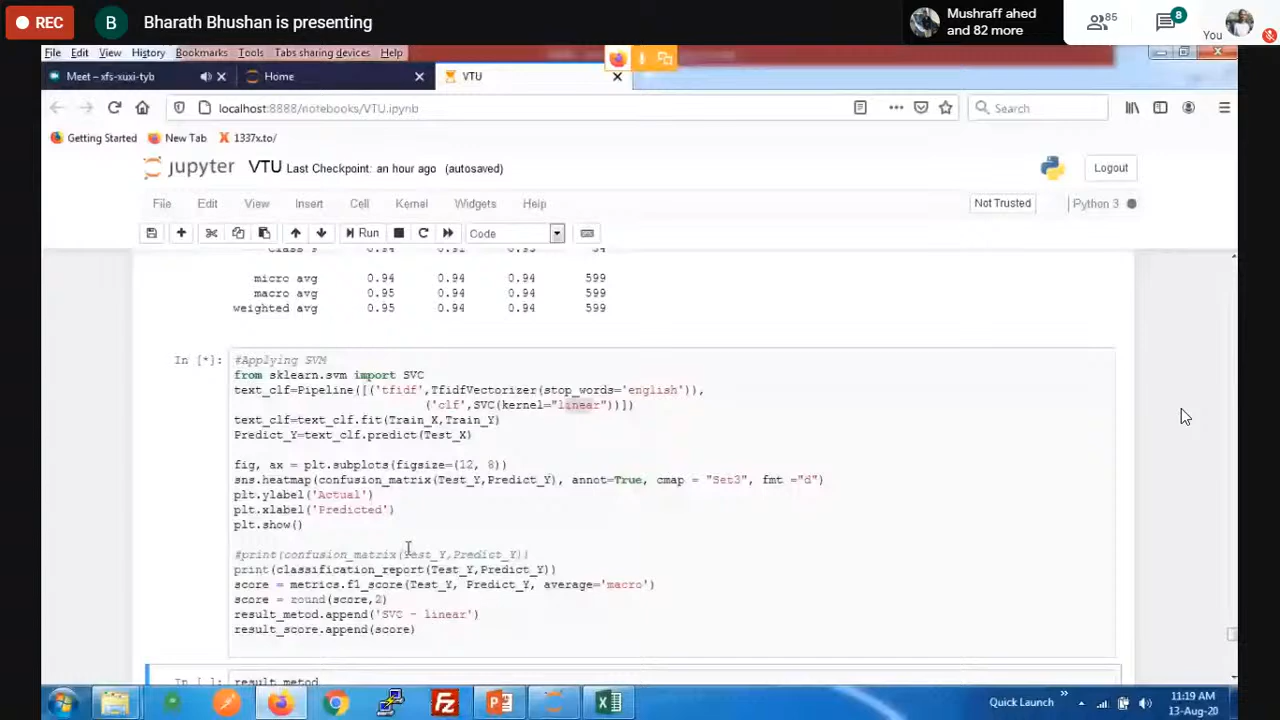 REC
B
Bharath Bhushan is presenting
Mushraff ahed
and 82 more
85
8
You
File Edit View History Bookmarks Tools Tabs sharing devices Help
Meet – xfs-xuxi-tyb
Home
VTU
localhost:8888/notebooks/VTU.ipynb
Search
Getting Started
New Tab
1337x.to/
jupyter
VTU Last Checkpoint: an hour ago (autosaved)
Logout
File Edit View Insert Cell Kernel Widgets Help
Not Trusted
Python 3
Run
Code
micro avg 0.94 0.94 0.94 599
macro avg 0.95 0.94 0.94 599
weighted avg 0.95 0.94 0.94 599
In [*]:
#Applying SVM
from sklearn.svm import SVC
text_clf=Pipeline([('tfidf',TfidfVectorizer(stop_words='english')),
('clf',SVC(kernel="linear"))])
text_clf=text_clf.fit(Train_X,Train_Y)
Predict_Y=text_clf.predict(Test_X)
fig, ax = plt.subplots(figsize=(12, 8))
sns.heatmap(confusion_matrix(Test_Y,Predict_Y), annot=True, cmap = "Set3", fmt ="d")
plt.ylabel('Actual')
plt.xlabel('Predicted')
plt.show()
#print(confusion_matrix(Test_Y,Predict_Y))
print(classification_report(Test_Y,Predict_Y))
score = metrics.f1_score(Test_Y, Predict_Y, average='macro')
score = round(score,2)
result_metod.append('SVC - linear')
result_score.append(score)
In [ ]:
result_metod
Quick Launch
11:19 AM
13-Aug-20